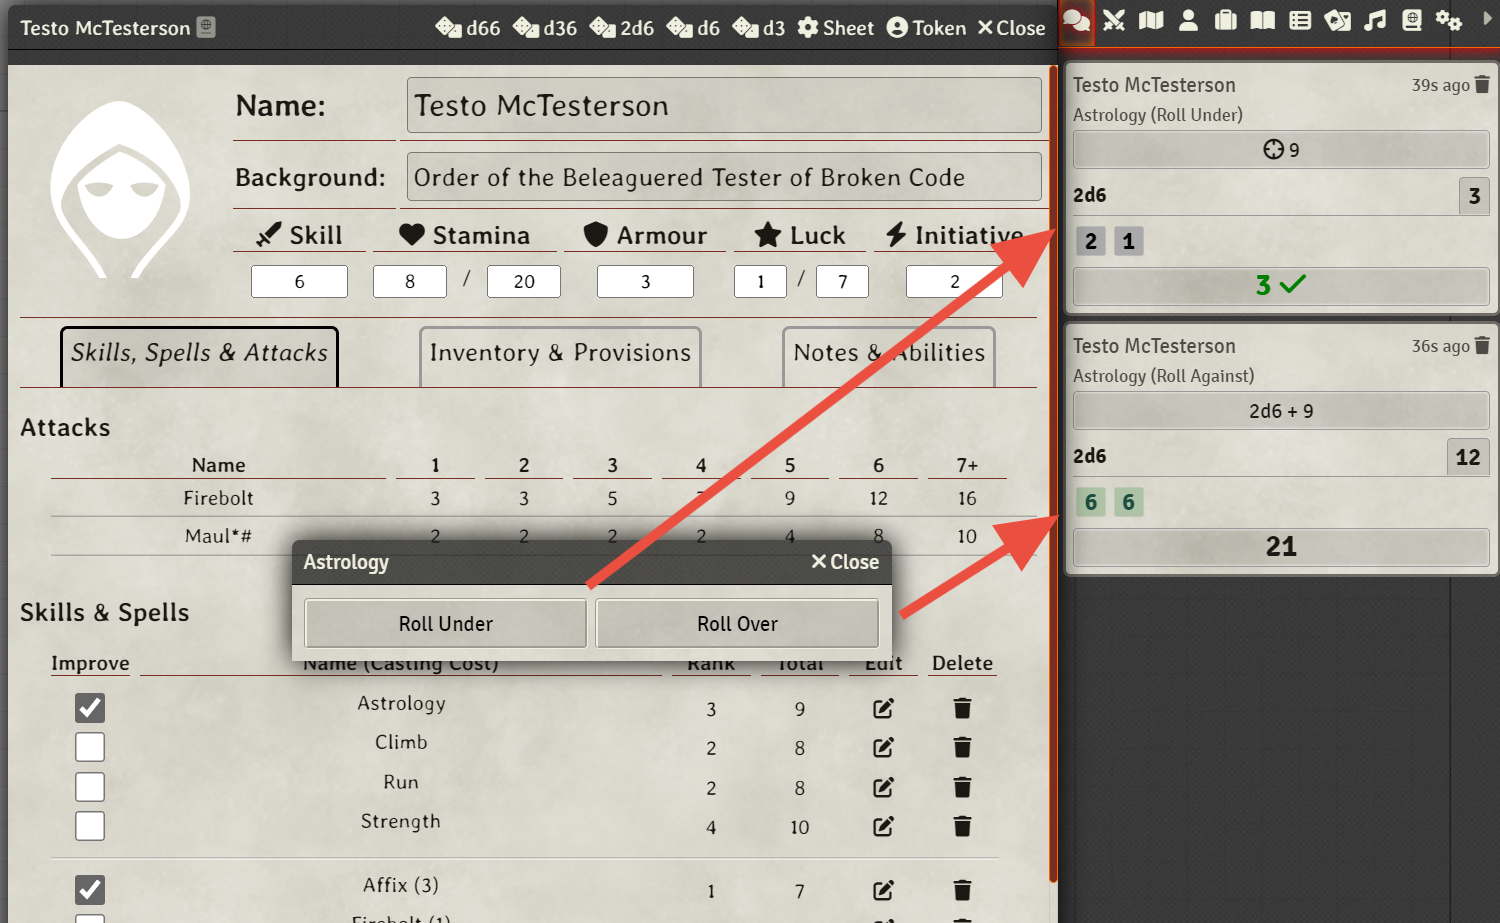 Testo McTesterson
d66 d36 2d6 d6 d3 Sheet Token Close
Name: Testo McTesterson
Background: Order of the Beleaguered Tester of Broken Code
Skill Stamina Armour Luck Initiative
6 8 / 20 3 1 / 7 2
Skills, Spells & Attacks Inventory & Provisions Notes & Abilities
Attacks
Name 1 2 3 4 5 6 7+
Firebolt 3 3 5 9 12 16
Maul*# 2 2 2 2 4 8 10
Astrology Close
Roll Under Roll Over
Skills & Spells
Improve Name (Casting Cost) Rank Total Edit Delete
Astrology 3 9
Climb 2 8
Run 2 8
Strength 4 10
Affix (3) 1 7
Firebolt (1)
Testo McTesterson 39s ago
Astrology (Roll Under)
9
2d6 3
2 1
3
Testo McTesterson 36s ago
Astrology (Roll Against)
2d6 + 9
2d6 12
6 6
21